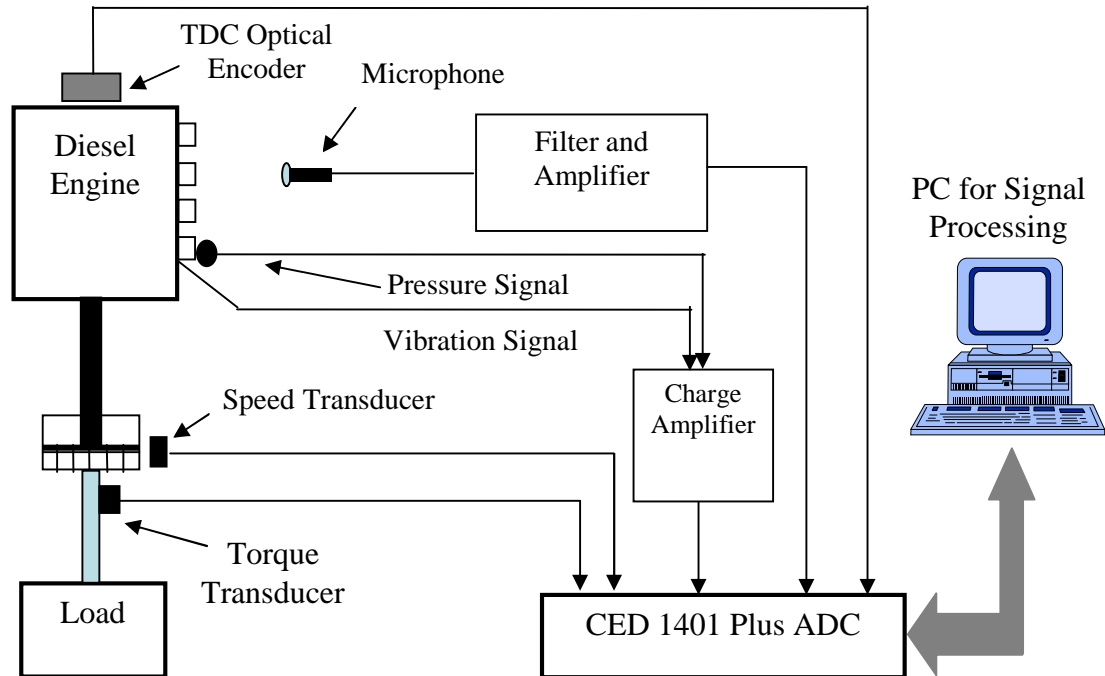 TDC Optical
Encoder
Microphone
Diesel
Engine
Filter and
Amplifier
PC for Signal
Processing
Pressure Signal
Vibration Signal
Speed Transducer
Charge
Amplifier
Torque
Transducer
Load
CED 1401 Plus ADC